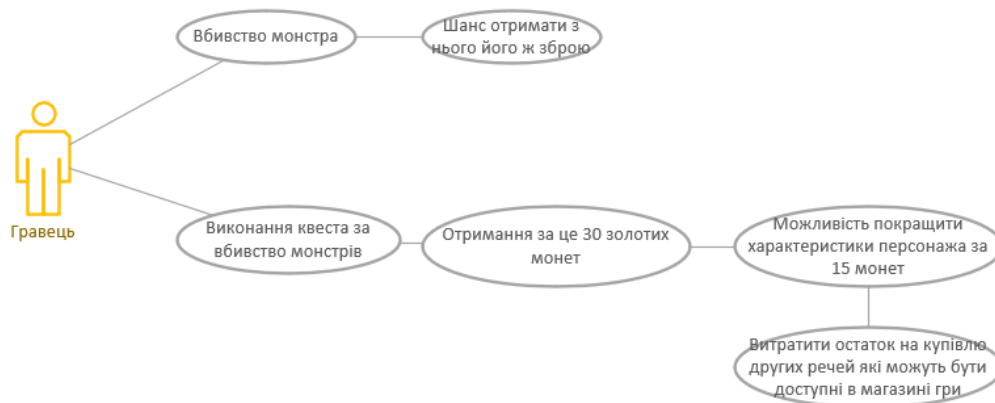 Вбивство монстра
Шанс отримати з
нього його ж зброю
Гравець
Виконання квеста за
вбивство монстрів
Отримання за це 30 золотих
монет
Можливість покращити
характеристики персонажа за
15 монет
Витратити остаток на купівлю
других речей які можуть бути
доступні в магазині гри